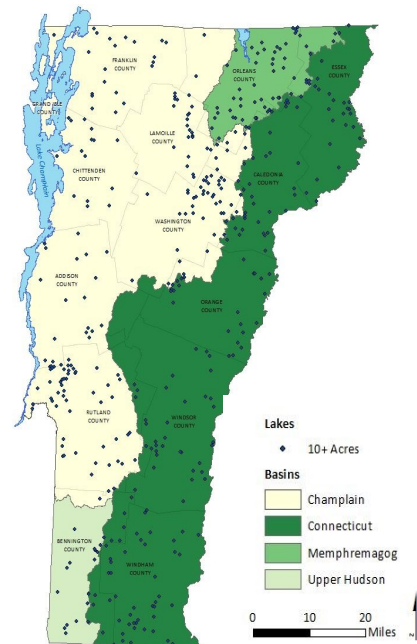 FRANKLIN
COUNTY
ORLEANS
COUNTY
ESSEX
COUNTY
GRAND ISLE
COUNTY
LAMOILLE
COUNTY
Lake Champlain
CHITTENDEN
COUNTY
CALEDONIA
COUNTY
WASHINGTON
COUNTY
ADDISON
COUNTY
ORANGE
COUNTY
RUTLAND
COUNTY
WINDSOR
COUNTY
BENNINGTON
COUNTY
WINDHAM
COUNTY
Lakes
10+ Acres
Basins
Champlain
Connecticut
Memphremagog
Upper Hudson
0 10 20
Miles